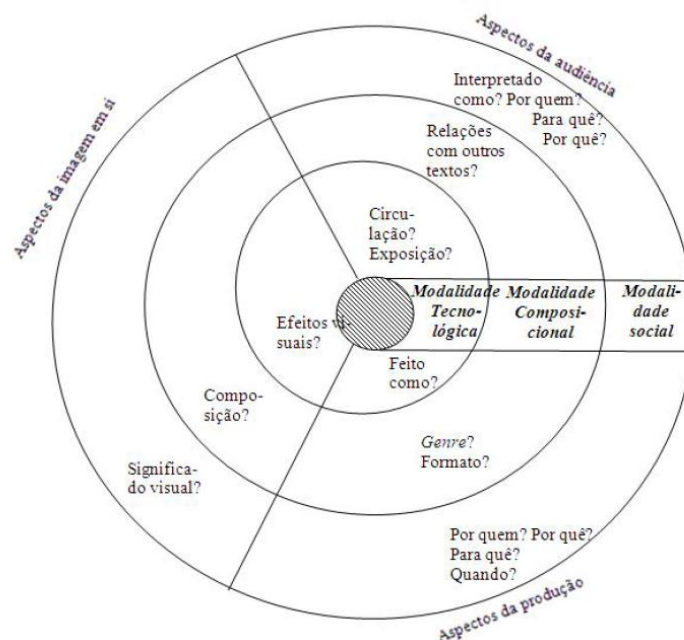 Aspectos da audiência
Interpretado
como? Por quem?
Para quê?
Por quê?
Relações
com outros
textos?
Circu-
lação?
Exposição?
Aspectos da imagem em si
Efeitos vi-
suais?
Compo-
sição?
Significa-
do visual?
Modalidade
Tecno-
lógica
Modalidade
Composi-
cional
Modali-
dade
social
Feito
como?
Genre?
Formato?
Por quem? Por quê?
Para quê?
Quando?
Aspectos da produção